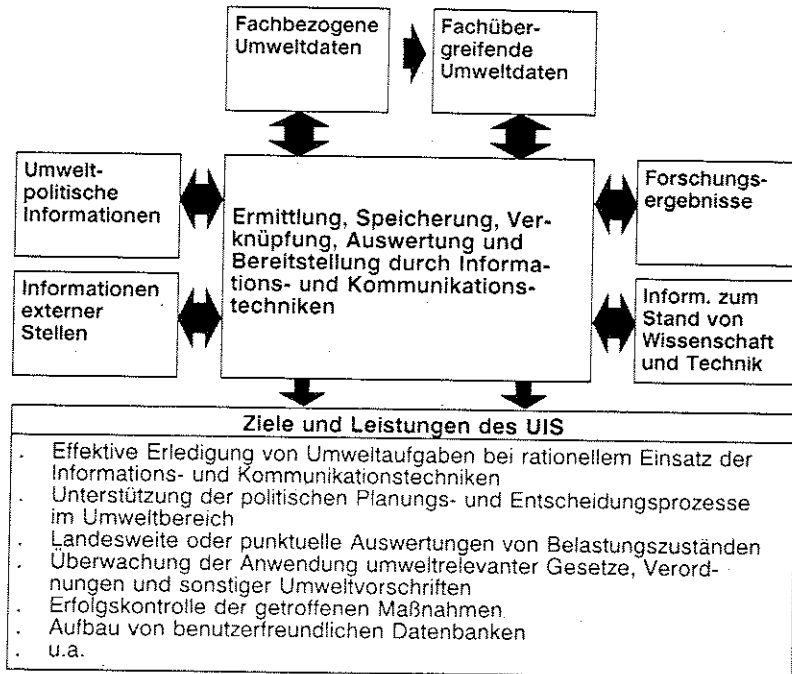 Fachbezogene
Umweltdaten
Fachüber-
greifende
Umweltdaten
Umwelt-
politische
Informationen
Ermittlung, Speicherung, Ver-
knüpfung, Auswertung und
Bereitstellung durch Informa-
tions- und Kommunikations-
techniken
Forschungs-
ergebnisse
Informationen
externer
Stellen
Inform. zum
Stand von
Wissenschaft
und Technik
Ziele und Leistungen des UIS
. Effektive Erledigung von Umweltaufgaben bei rationellem Einsatz der
Informations- und Kommunikationstechniken
. Unterstützung der politischen Planungs- und Entscheidungsprozesse
im Umweltbereich
. Landesweite oder punktuelle Auswertungen von Belastungszuständen
. Überwachung der Anwendung umweltrelevanter Gesetze, Verord-
nungen und sonstiger Umweltvorschriften
. Erfolgskontrolle der getroffenen Maßnahmen
. Aufbau von benutzerfreundlichen Datenbanken
. u.a.